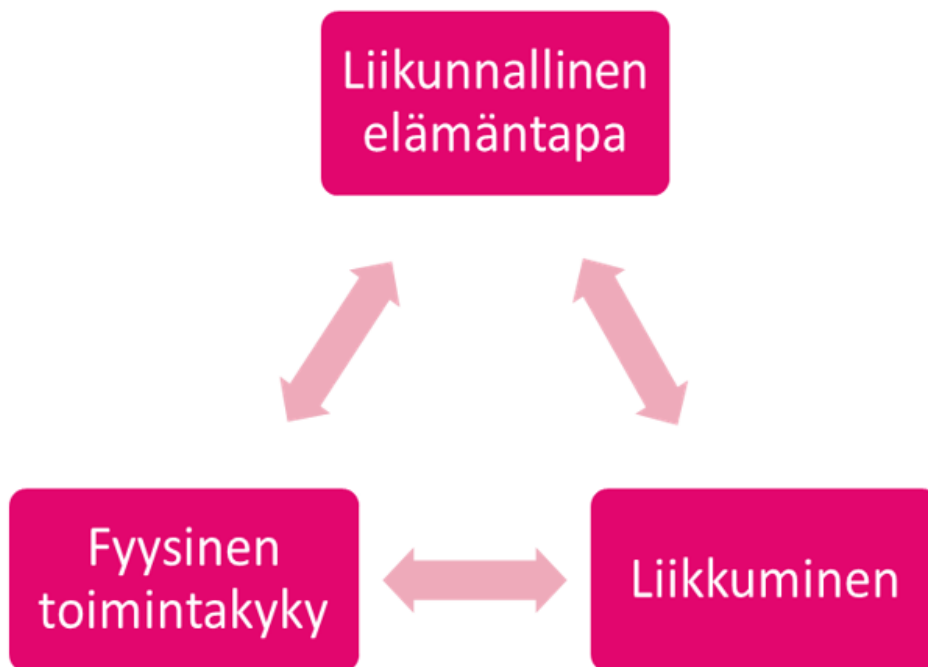 Liikunnallinen
elämäntapa
Fyysinen
toimintakyky
Liikkuminen